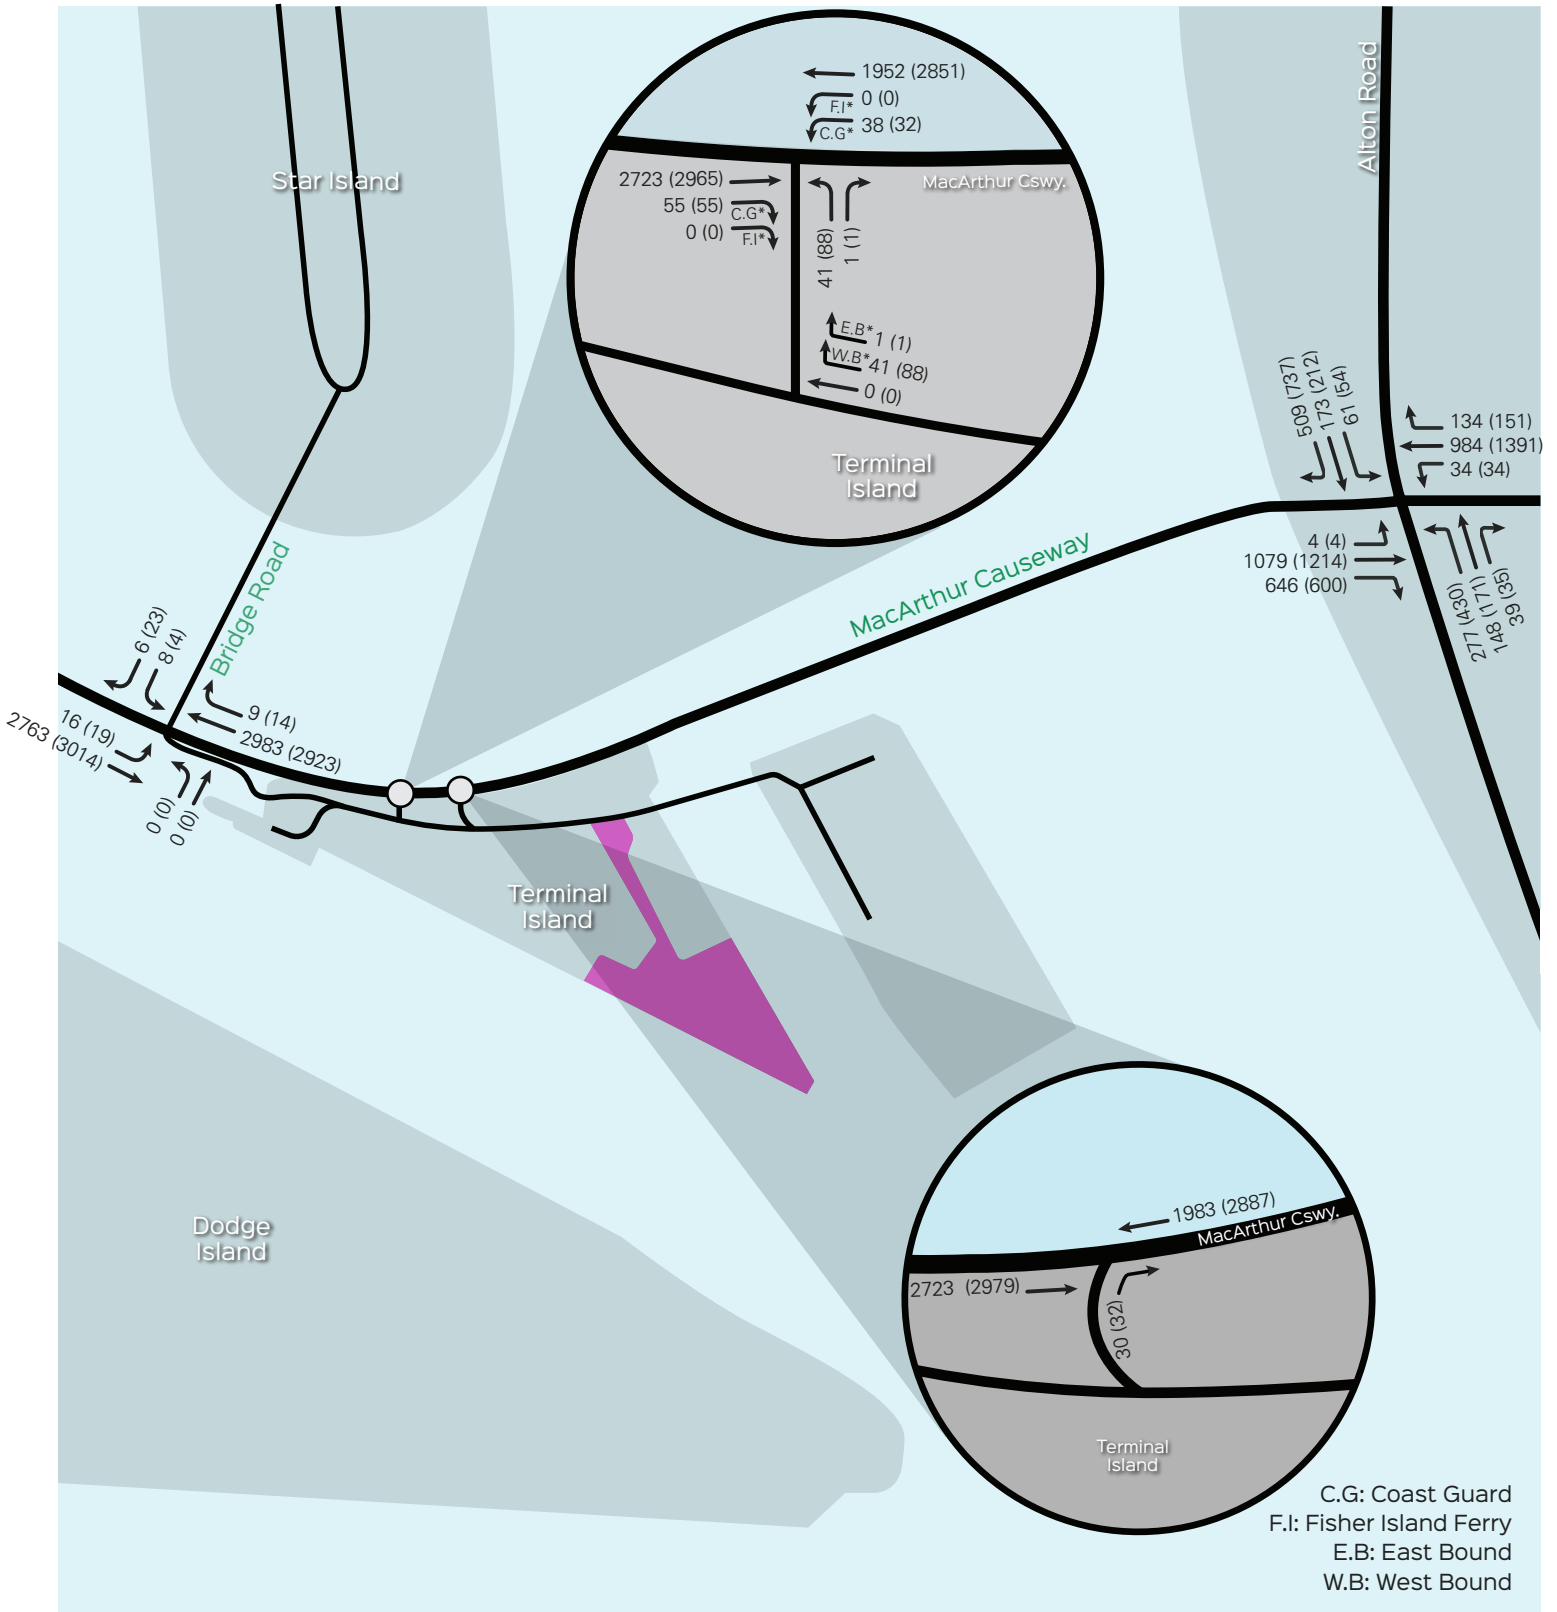 1952 (2851)
0 (0)
F.I*
38 (32)
C.G*
MacArthur Cswy.
2723 (2965)
55 (55)
C.G*
0 (0)
F.I*
41 (88)
1 (1)
E.B* 1 (1)
W.B* 41 (88)
0 (0)
Terminal
Island
Star Island
Alton Road
509 (737)
173 (212)
61 (54)
134 (151)
984 (1391)
34 (34)
4 (4)
1079 (1214)
646 (600)
277 (430)
148 (171)
39 (35)
MacArthur Causeway
Bridge Road
6 (23)
8 (4)
9 (14)
2983 (2923)
16 (19)
2763 (3014)
0 (0)
0 (0)
Terminal
Island
Dodge
Island
1983 (2887)
MacArthur Cswy.
2723 (2979)
30 (32)
Terminal
Island
C.G: Coast Guard
F.I: Fisher Island Ferry
E.B: East Bound
W.B: West Bound